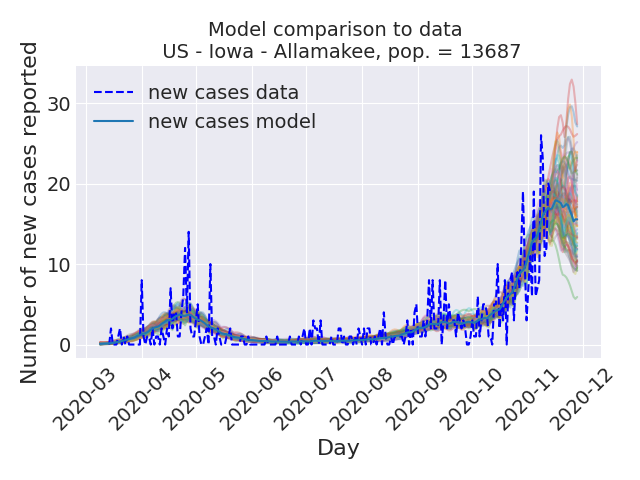 Model comparison to data
US - Iowa - Allamakee, pop. = 13687
Number of new cases reported
30
20
10
0
new cases data
new cases model
2020-03
2020-04
2020-05
2020-06
2020-07
2020-08
2020-09
2020-10
2020-11
2020-12
Day